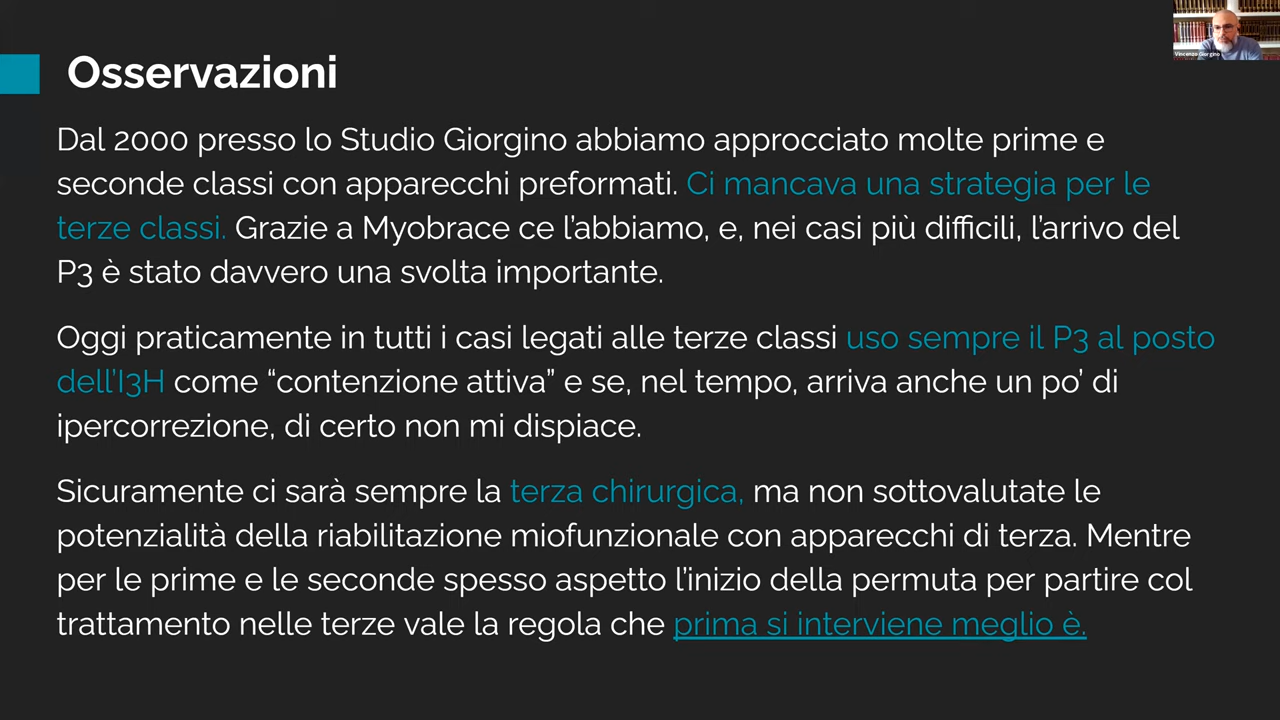 Vincenzo Giorgino
Osservazioni
Dal 2000 presso lo Studio Giorgino abbiamo approcciato molte prime e
seconde classi con apparecchi preformati. Ci mancava una strategia per le
terze classi. Grazie a Myobrace ce l’abbiamo, e, nei casi più difficili, l’arrivo del
P3 è stato davvero una svolta importante.
Oggi praticamente in tutti i casi legati alle terze classi uso sempre il P3 al posto
dell’I3H come “contenzione attiva” e se, nel tempo, arriva anche un po’ di
ipercorrezione, di certo non mi dispiace.
Sicuramente ci sarà sempre la terza chirurgica, ma non sottovalutate le
potenzialità della riabilitazione miofunzionale con apparecchi di terza. Mentre
per le prime e le seconde spesso aspetto l’inizio della permuta per partire col
trattamento nelle terze vale la regola che prima si interviene meglio è.